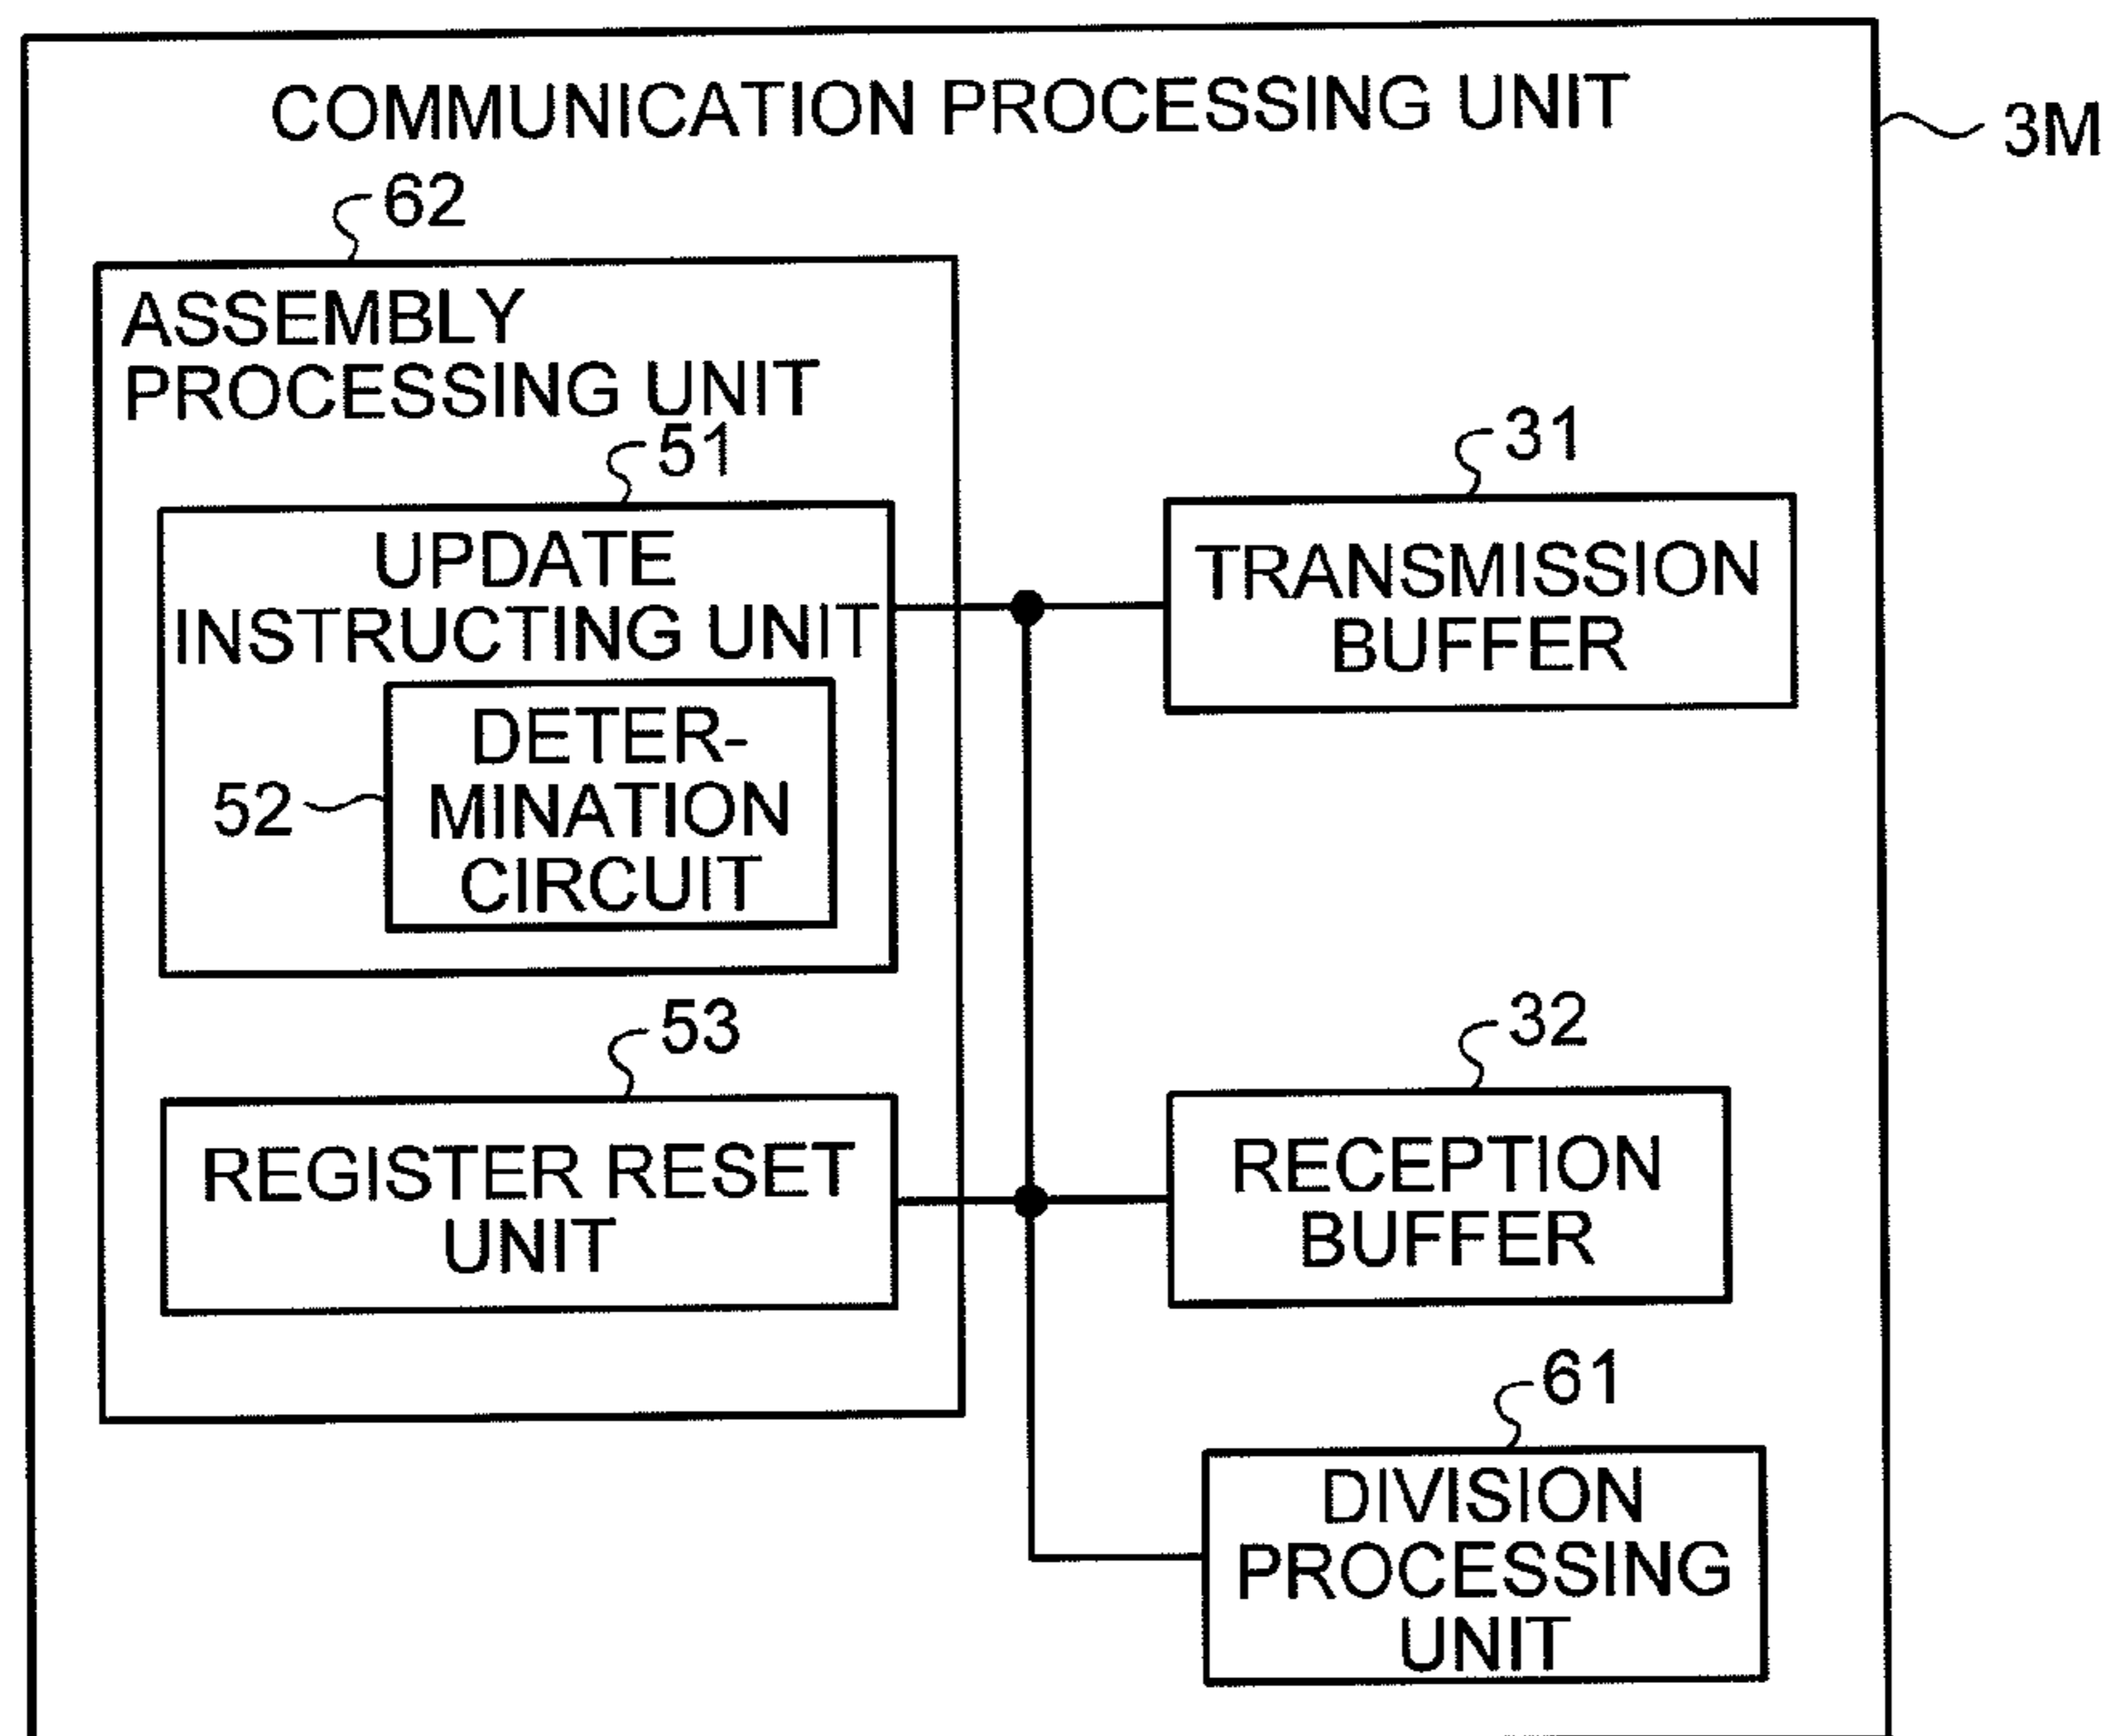 COMMUNICATION PROCESSING UNIT
3M
62
ASSEMBLY
PROCESSING UNIT
51
UPDATE
INSTRUCTING UNIT
52
DETER-
MINATION
CIRCUIT
53
REGISTER RESET
UNIT
31
TRANSMISSION
BUFFER
32
RECEPTION
BUFFER
61
DIVISION
PROCESSING
UNIT